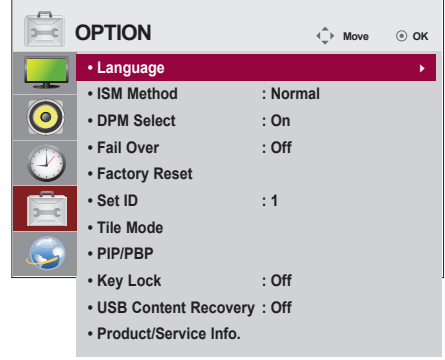 OPTION Move OK
• Language
• ISM Method : Normal
• DPM Select : On
• Fail Over : Off
• Factory Reset
• Set ID : 1
• Tile Mode
• PIP/PBP
• Key Lock : Off
• USB Content Recovery : Off
• Product/Service Info.